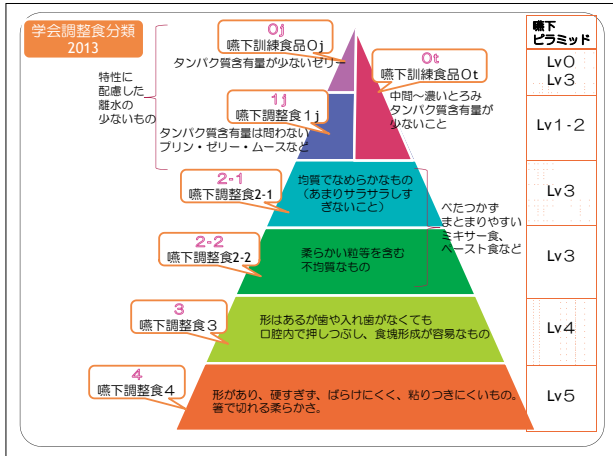 学会調整食分類
2013
0j
嚥下訓練食品0j
タンパク質含有量が少ないゼリー
0t
嚥下訓練食品0t
中間～濃いとろみ
タンパク質含有量が
少ないこと
特性に
配慮した
離水の
少ないもの
1j
嚥下調整食1j
タンパク質含有量は問わない
プリン・ゼリー・ムースなど
2-1
嚥下調整食2-1
均質でなめらかなもの
（あまりサラサラしす
ぎないこと）
2-2
嚥下調整食2-2
柔らかい粒等を含む
不均質なもの
べたつかず
まとまりやすい
ミキサー食、
ペースト食など
3
嚥下調整食3
形はあるが歯や入れ歯がなくても
口腔内で押しつぶし、食塊形成が容易なもの
4
嚥下調整食4
形があり、硬すぎず、ばらけにくく、粘りつきにくいもの。
箸で切れる柔らかさ。
嚥下
ピラミッド
Lv0
Lv3
Lv1-2
Lv3
Lv3
Lv4
Lv5